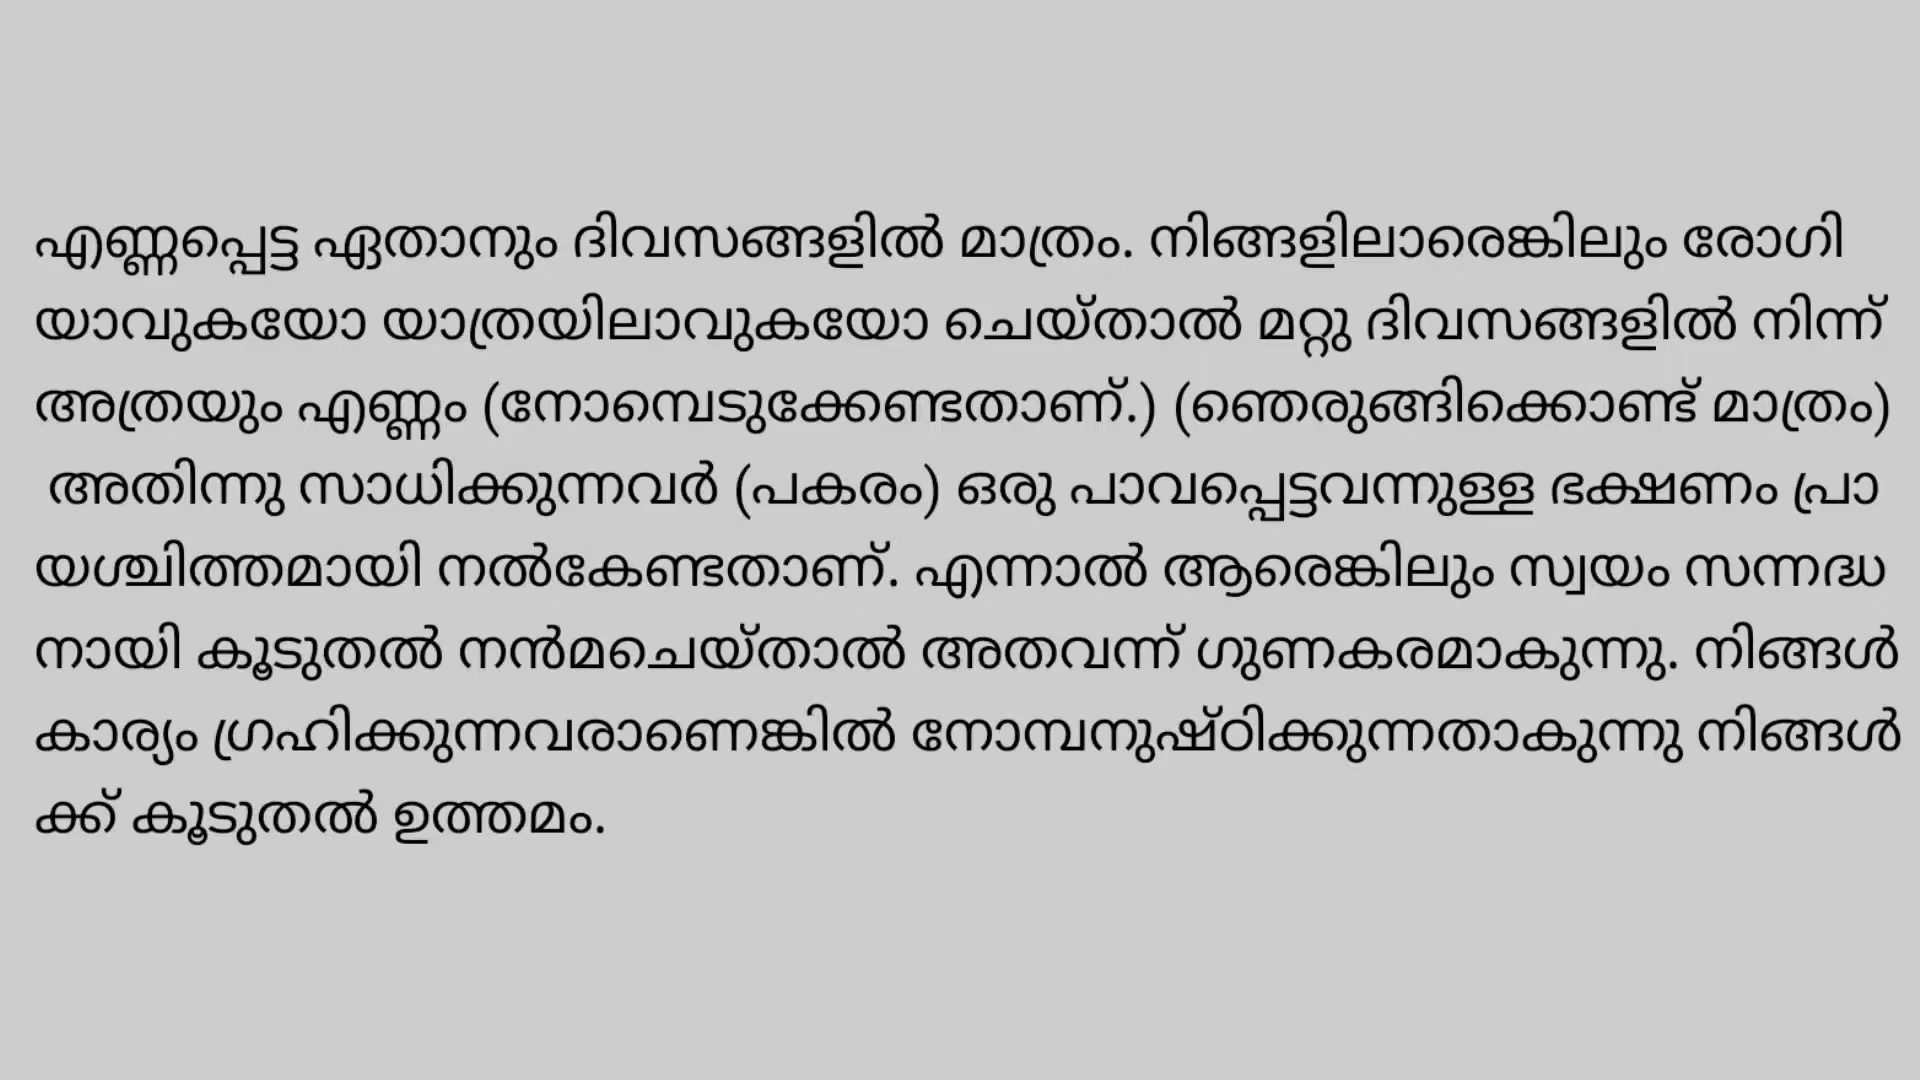 എണ്ണപ്പെട്ട ഏതാനും ദിവസങ്ങളിൽ മാത്രം. നിങ്ങളിലാരെങ്കിലും രോഗി
യാവുകയോ യാത്രയിലാവുകയോ ചെയ്താൽ മറ്റു ദിവസങ്ങളിൽ നിന്ന്
അത്രയും എണ്ണം (നോമ്പെടുക്കേണ്ടതാണ്.) (ഞെരുങ്ങിക്കൊണ്ട് മാത്രം)
അതിന്നു സാധിക്കുന്നവർ (പകരം) ഒരു പാവപ്പെട്ടവന്നുള്ള ഭക്ഷണം പ്രാ
യശ്ചിത്തമായി നൽകേണ്ടതാണ്. എന്നാൽ ആരെങ്കിലും സ്വയം സന്നദ്ധ
നായി കൂടുതൽ നൻമചെയ്താൽ അതവന്ന് ഗുണകരമാകുന്നു. നിങ്ങൾ
കാര്യം ഗ്രഹിക്കുന്നവരാണെങ്കിൽ നോമ്പനുഷ്ഠിക്കുന്നതാകുന്നു നിങ്ങൾ
ക്ക് കൂടുതൽ ഉത്തമം.